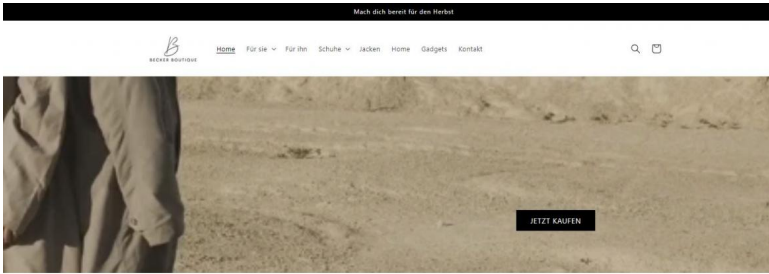 Mach dich bereit für den Herbst
BECKER BOUTIQUE
Home Für sie Für ihn Schuhe Jacken Home Gadgets Kontakt
JETZT KAUFEN